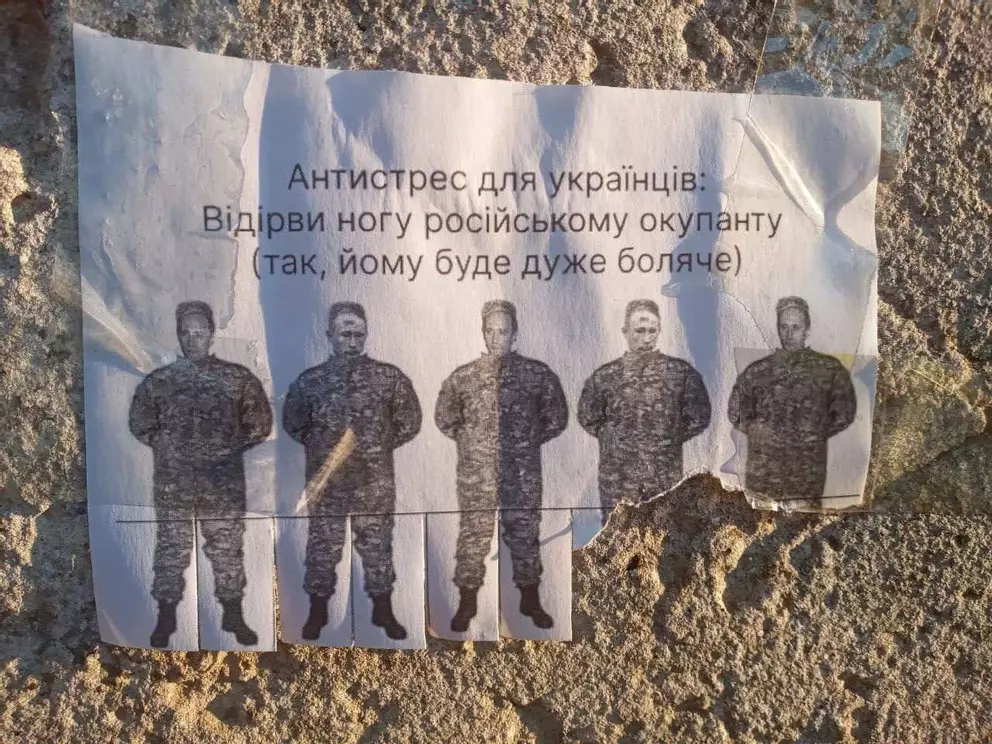 Антистрес для українців:
Відірви ногу російському окупанту
(так, йому буде дуже боляче)